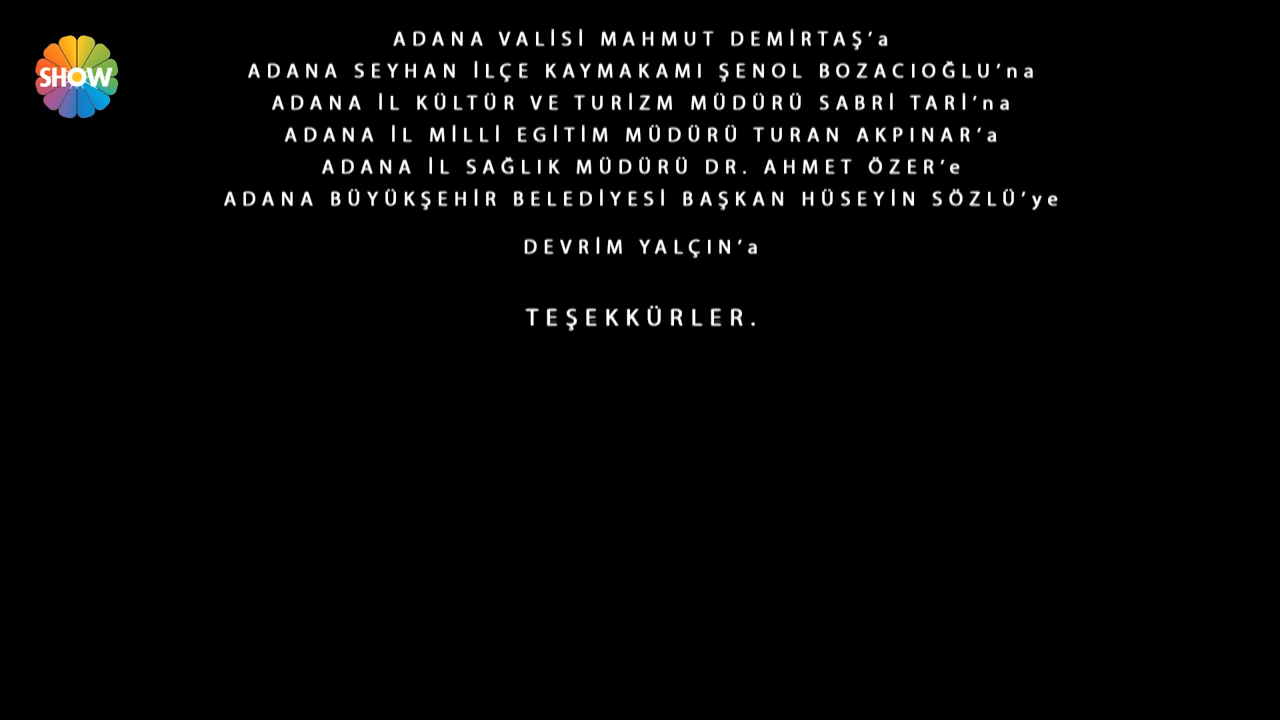 SHOW
ADANA VALİSİ MAHMUT DEMİRTAŞ’a
ADANA SEYHAN İLÇE KAYMAKAMI ŞENOL BOZACIOĞLU’na
ADANA İL KÜLTÜR VE TURİZM MÜDÜRÜ SABRİ TARİ’na
ADANA İL MİLLİ EGİTİM MÜDÜRÜ TURAN AKPINAR’a
ADANA İL SAĞLIK MÜDÜRÜ DR. AHMET ÖZER’e
ADANA BÜYÜKŞEHİR BELEDİYESİ BAŞKAN HÜSEYİN SÖZLÜ’ye
DEVRİM YALÇIN’a
TEŞEKKÜRLER.